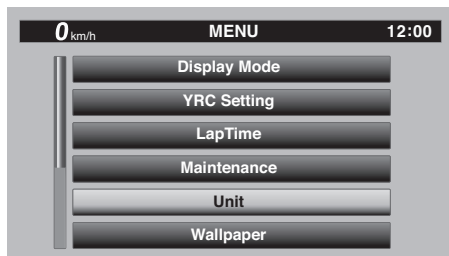 0 km/h MENU 12:00
Display Mode
YRC Setting
LapTime
Maintenance
Unit
Wallpaper